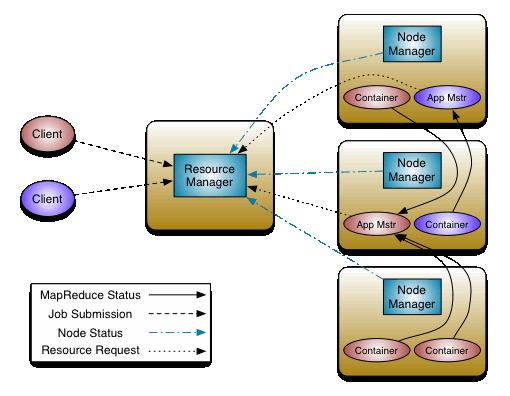 Client
Client
Resource
Manager
Node
Manager
Container
App Mstr
Node
Manager
App Mstr
Container
Node
Manager
Container
Container
MapReduce Status
Job Submission
Node Status
Resource Request